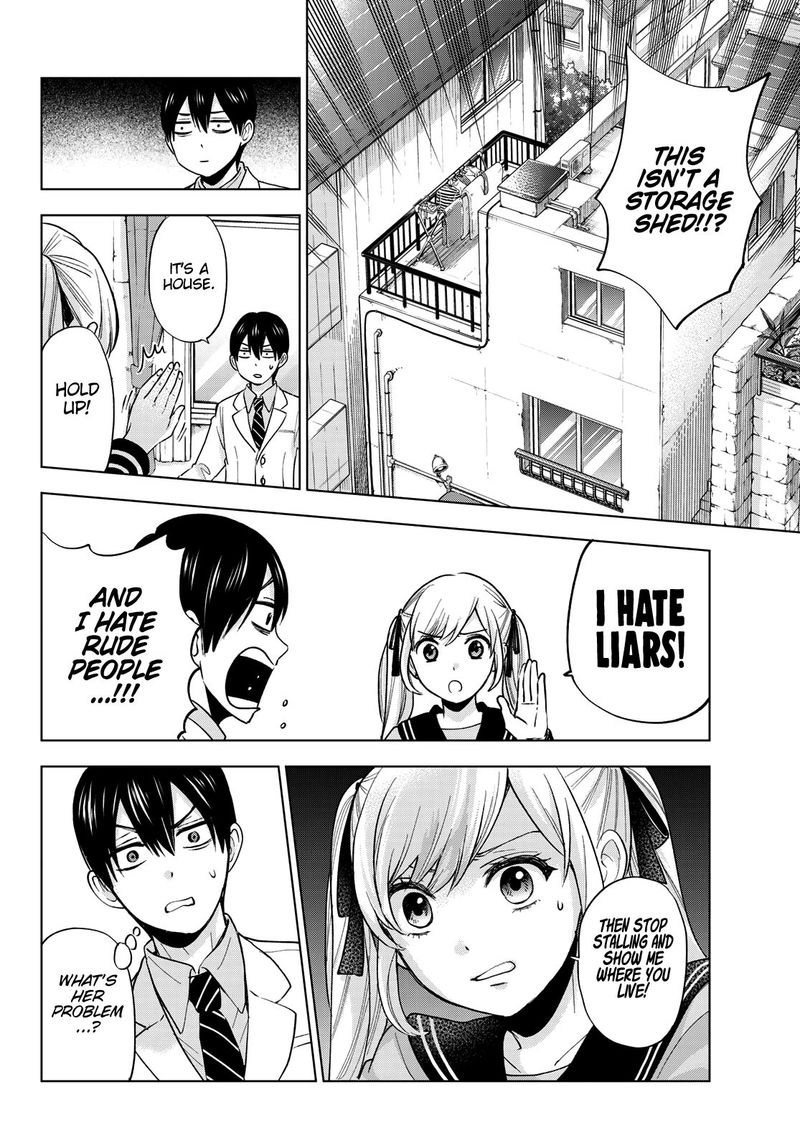 THIS
ISN'T A
STORAGE
SHED!!?
IT'S A
HOUSE.
HOLD
UP!
I HATE
LIARS!
AND
I HATE
RUDE
PEOPLE
...!!!
THEN STOP
STALLING AND
SHOW ME
WHERE YOU
LIVE!
WHAT'S
HER
PROBLEM
...?